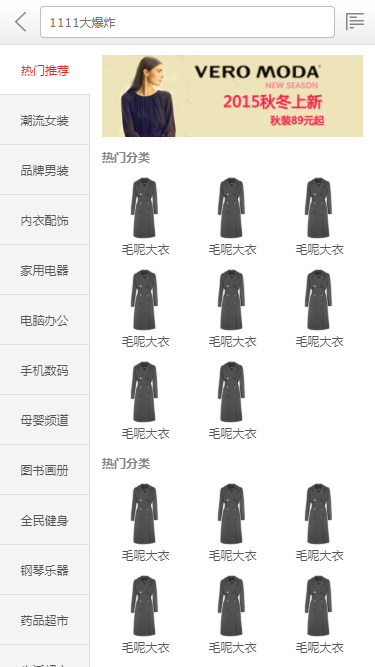 1111大爆炸
热门推荐
潮流女装
品牌男装
内衣配饰
家用电器
电脑办公
手机数码
母婴频道
图书画册
全民健身
钢琴乐器
药品超市
VERO MODA
NEW SEASON
2015秋冬上新
秋装89元起
热门分类
毛呢大衣 毛呢大衣 毛呢大衣
毛呢大衣 毛呢大衣 毛呢大衣
毛呢大衣 毛呢大衣
热门分类
毛呢大衣 毛呢大衣 毛呢大衣
毛呢大衣 毛呢大衣 毛呢大衣